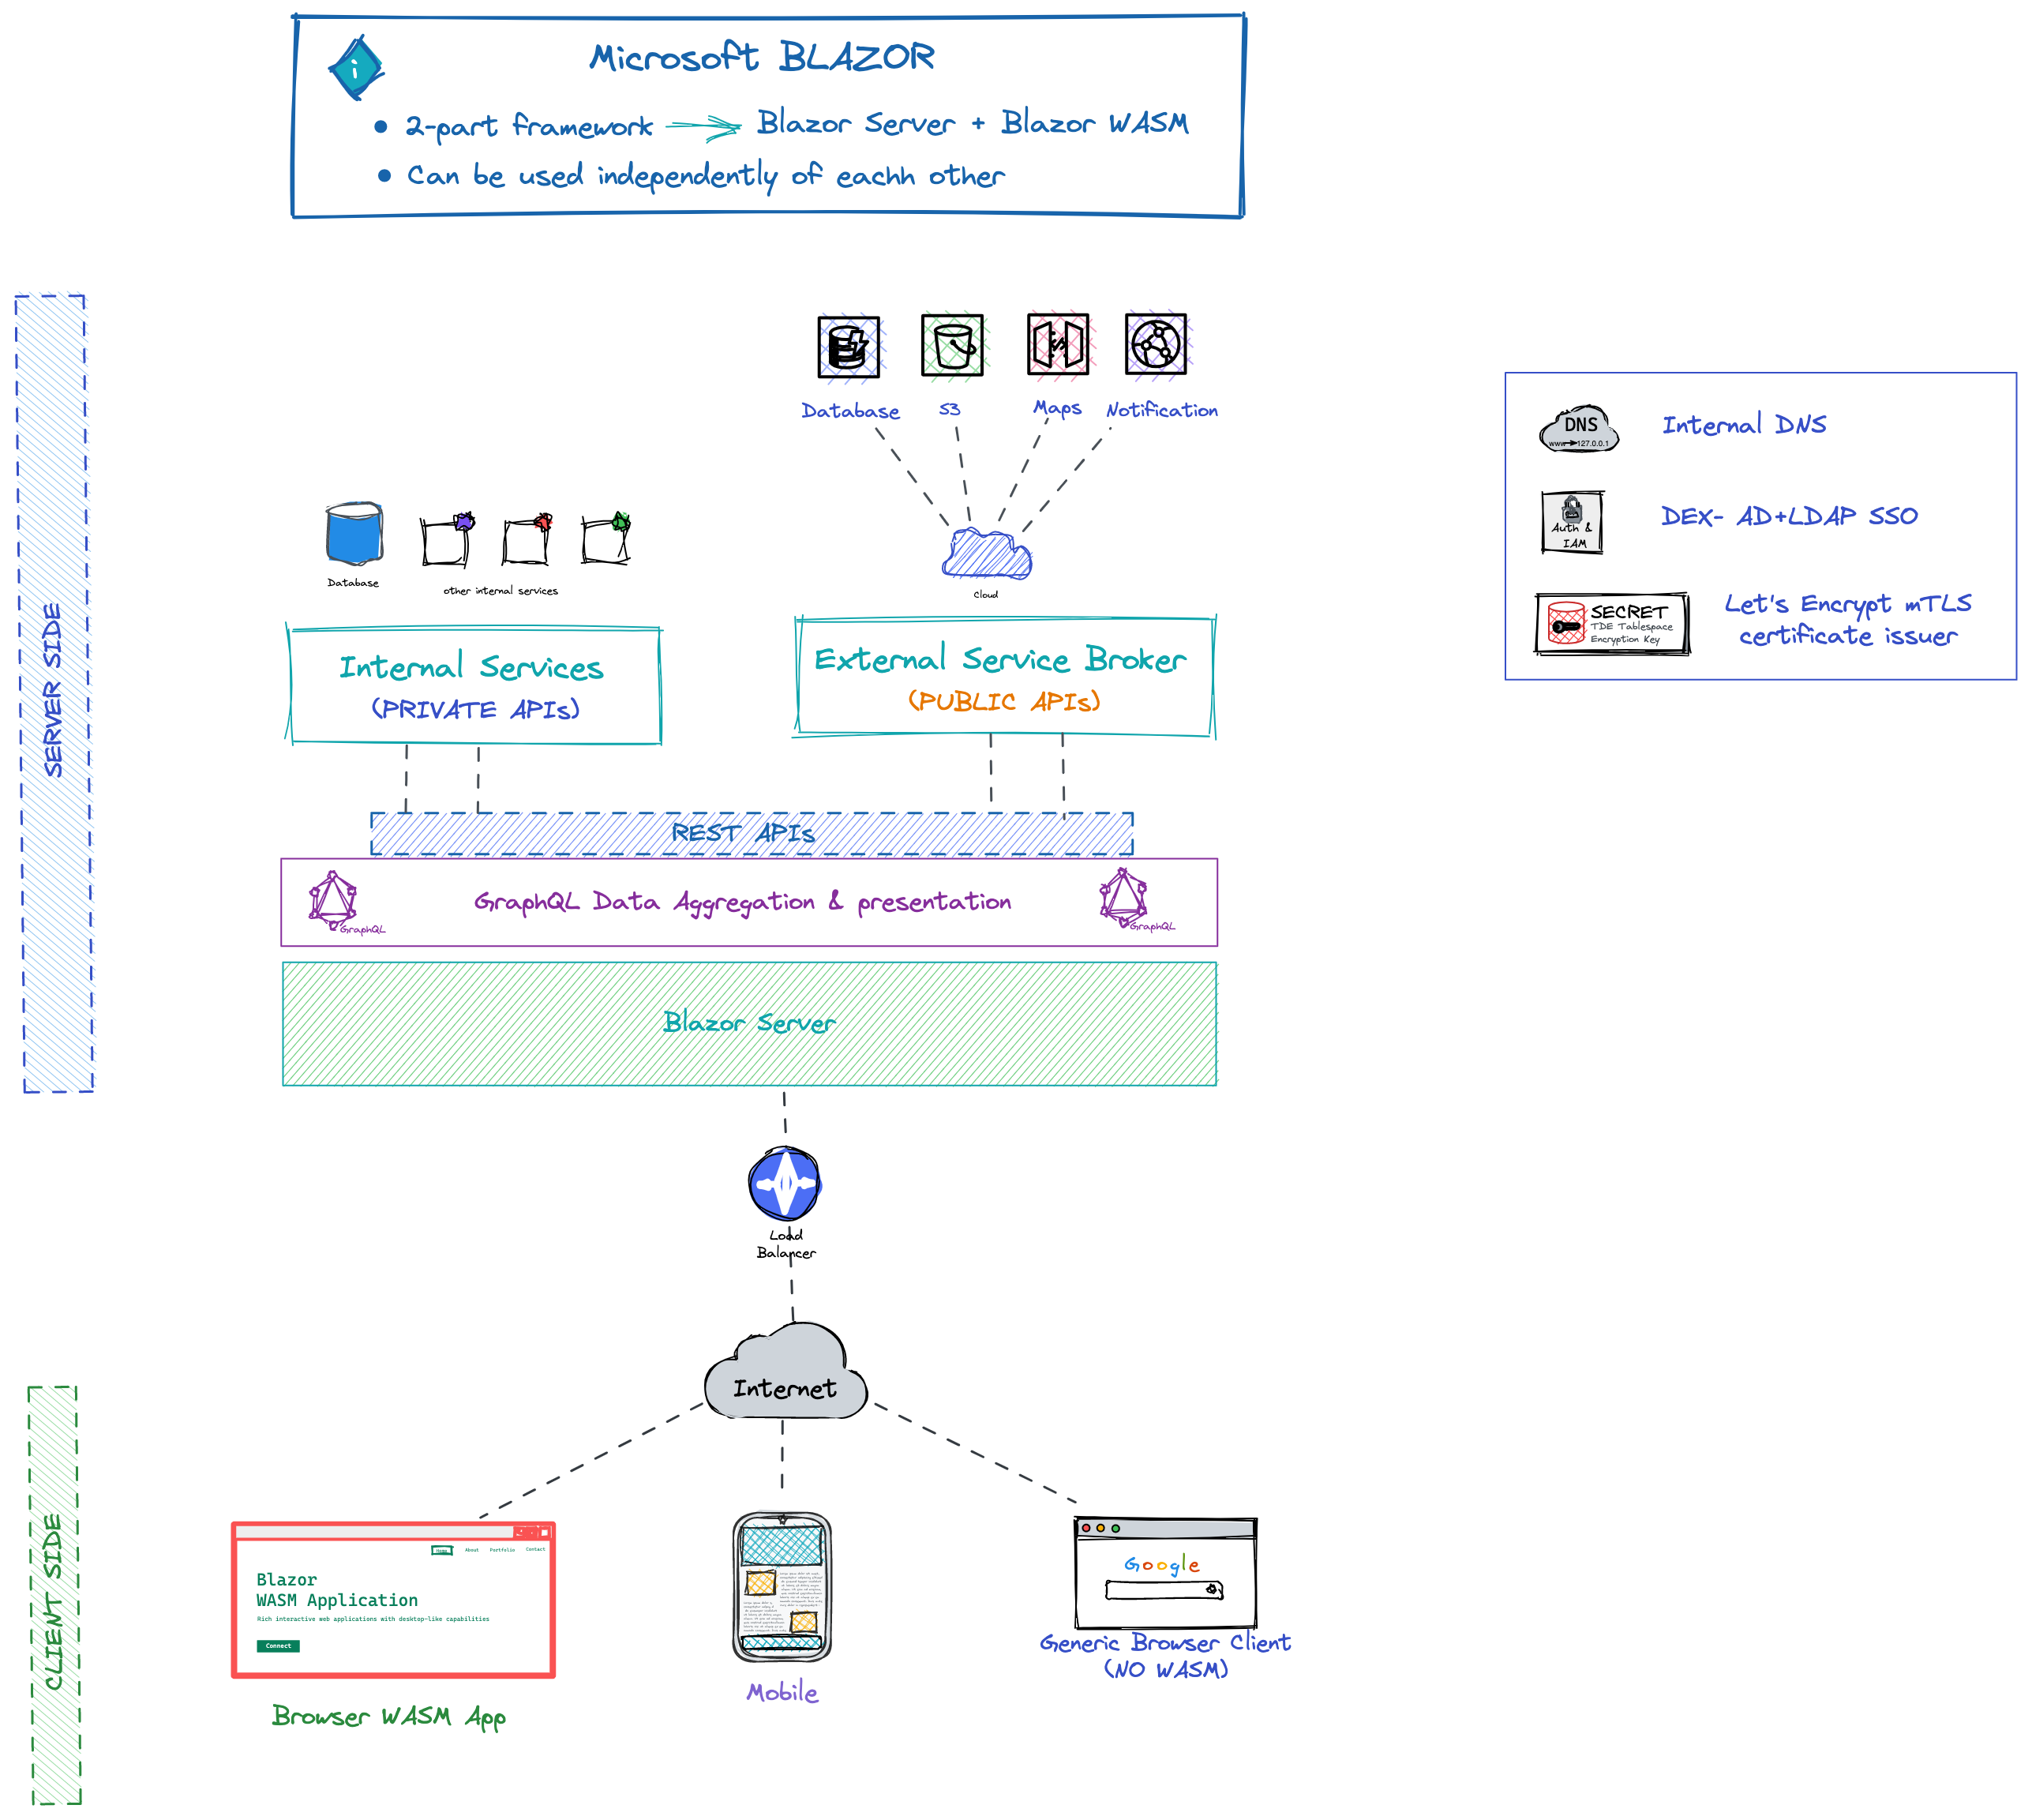 Microsoft BLAZOR
i
2-part framework
Blazor Server + Blazor WASM
Can be used independently of eachh other
SERVER SIDE
Database
S3
Maps
Notification
Cloud
Database
other internal services
Internal Services
(PRIVATE APIs)
External Service Broker
(PUBLIC APIs)
DNS
www 127.0.0.1
Internal DNS
Auth &
IAM
DEX- AD+LDAP SSO
SECRET
TDE Tablespace
Encryption Key
Let's Encrypt mTLS
certificate issuer
REST APIs
GraphQL
GraphQL Data Aggregation & presentation
GraphQL
Blazor Server
Load
Balancer
Internet
CLIENT SIDE
Home
About
Portfolio
Contact
Blazor
WASM Application
Rich interactive web applications with desktop-like capabilities
Connect
Browser WASM App
Mobile
Google
Generic Browser Client
(NO WASM)